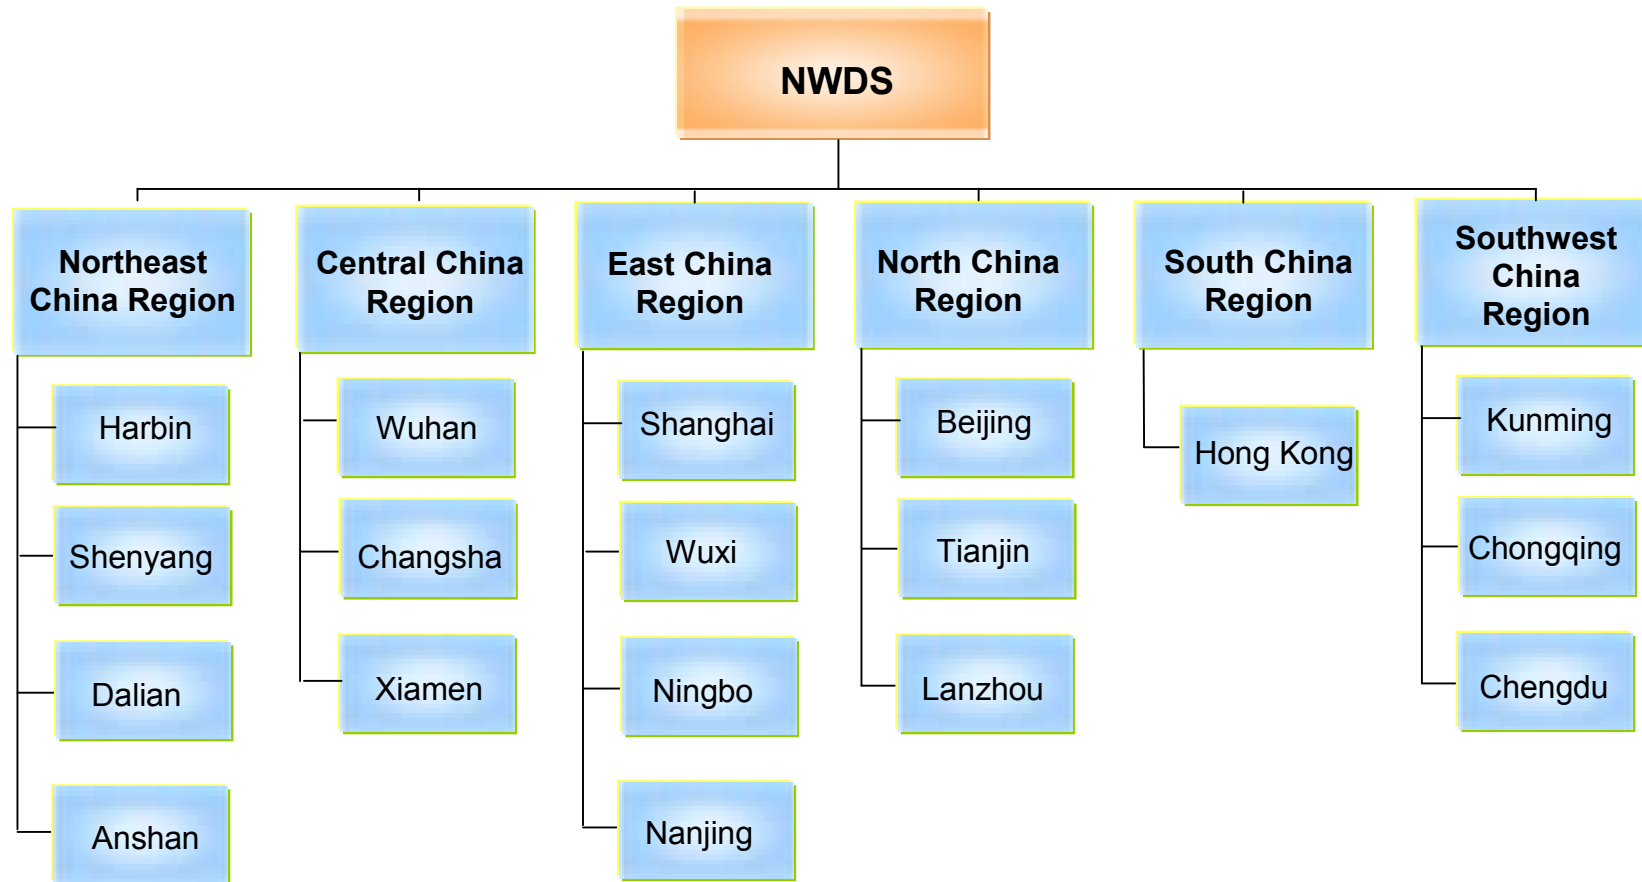 NWDS
Northeast
China Region
Harbin
Shenyang
Dalian
Anshan
Central China
Region
Wuhan
Changsha
Xiamen
East China
Region
Shanghai
Wuxi
Ningbo
Nanjing
North China
Region
Beijing
Tianjin
Lanzhou
South China
Region
Hong Kong
Southwest
China
Region
Kunming
Chongqing
Chengdu